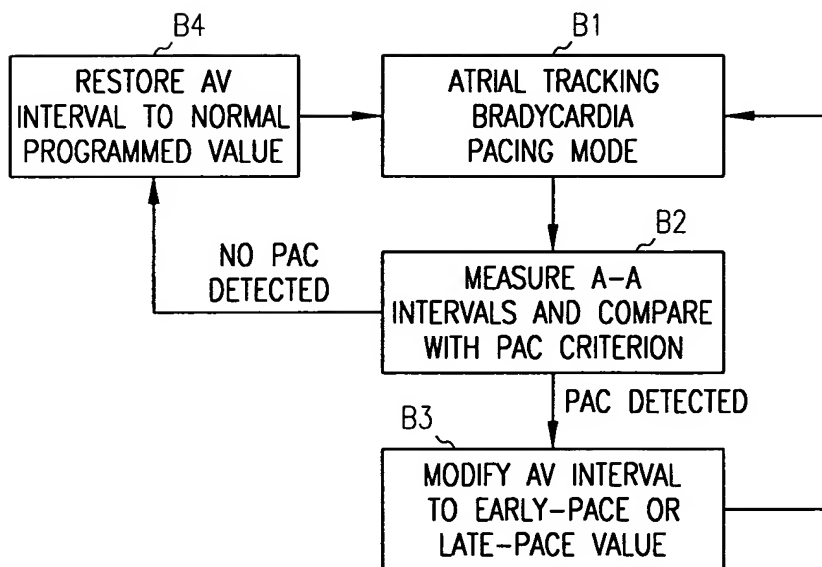 B4
RESTORE AV
INTERVAL TO NORMAL
PROGRAMMED VALUE
B1
ATRIAL TRACKING
BRADYCARDIA
PACING MODE
B2
MEASURE A-A
INTERVALS AND COMPARE
WITH PAC CRITERION
NO PAC
DETECTED
PAC DETECTED
B3
MODIFY AV INTERVAL
TO EARLY-PACE OR
LATE-PACE VALUE